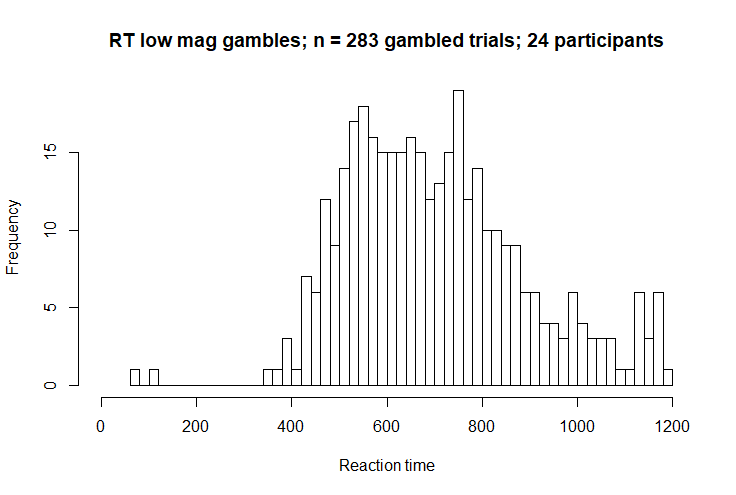 RT low mag gambles; n = 283 gambled trials; 24 participants
15
10
5
0
Frequency
0 200 400 600 800 1000 1200
Reaction time